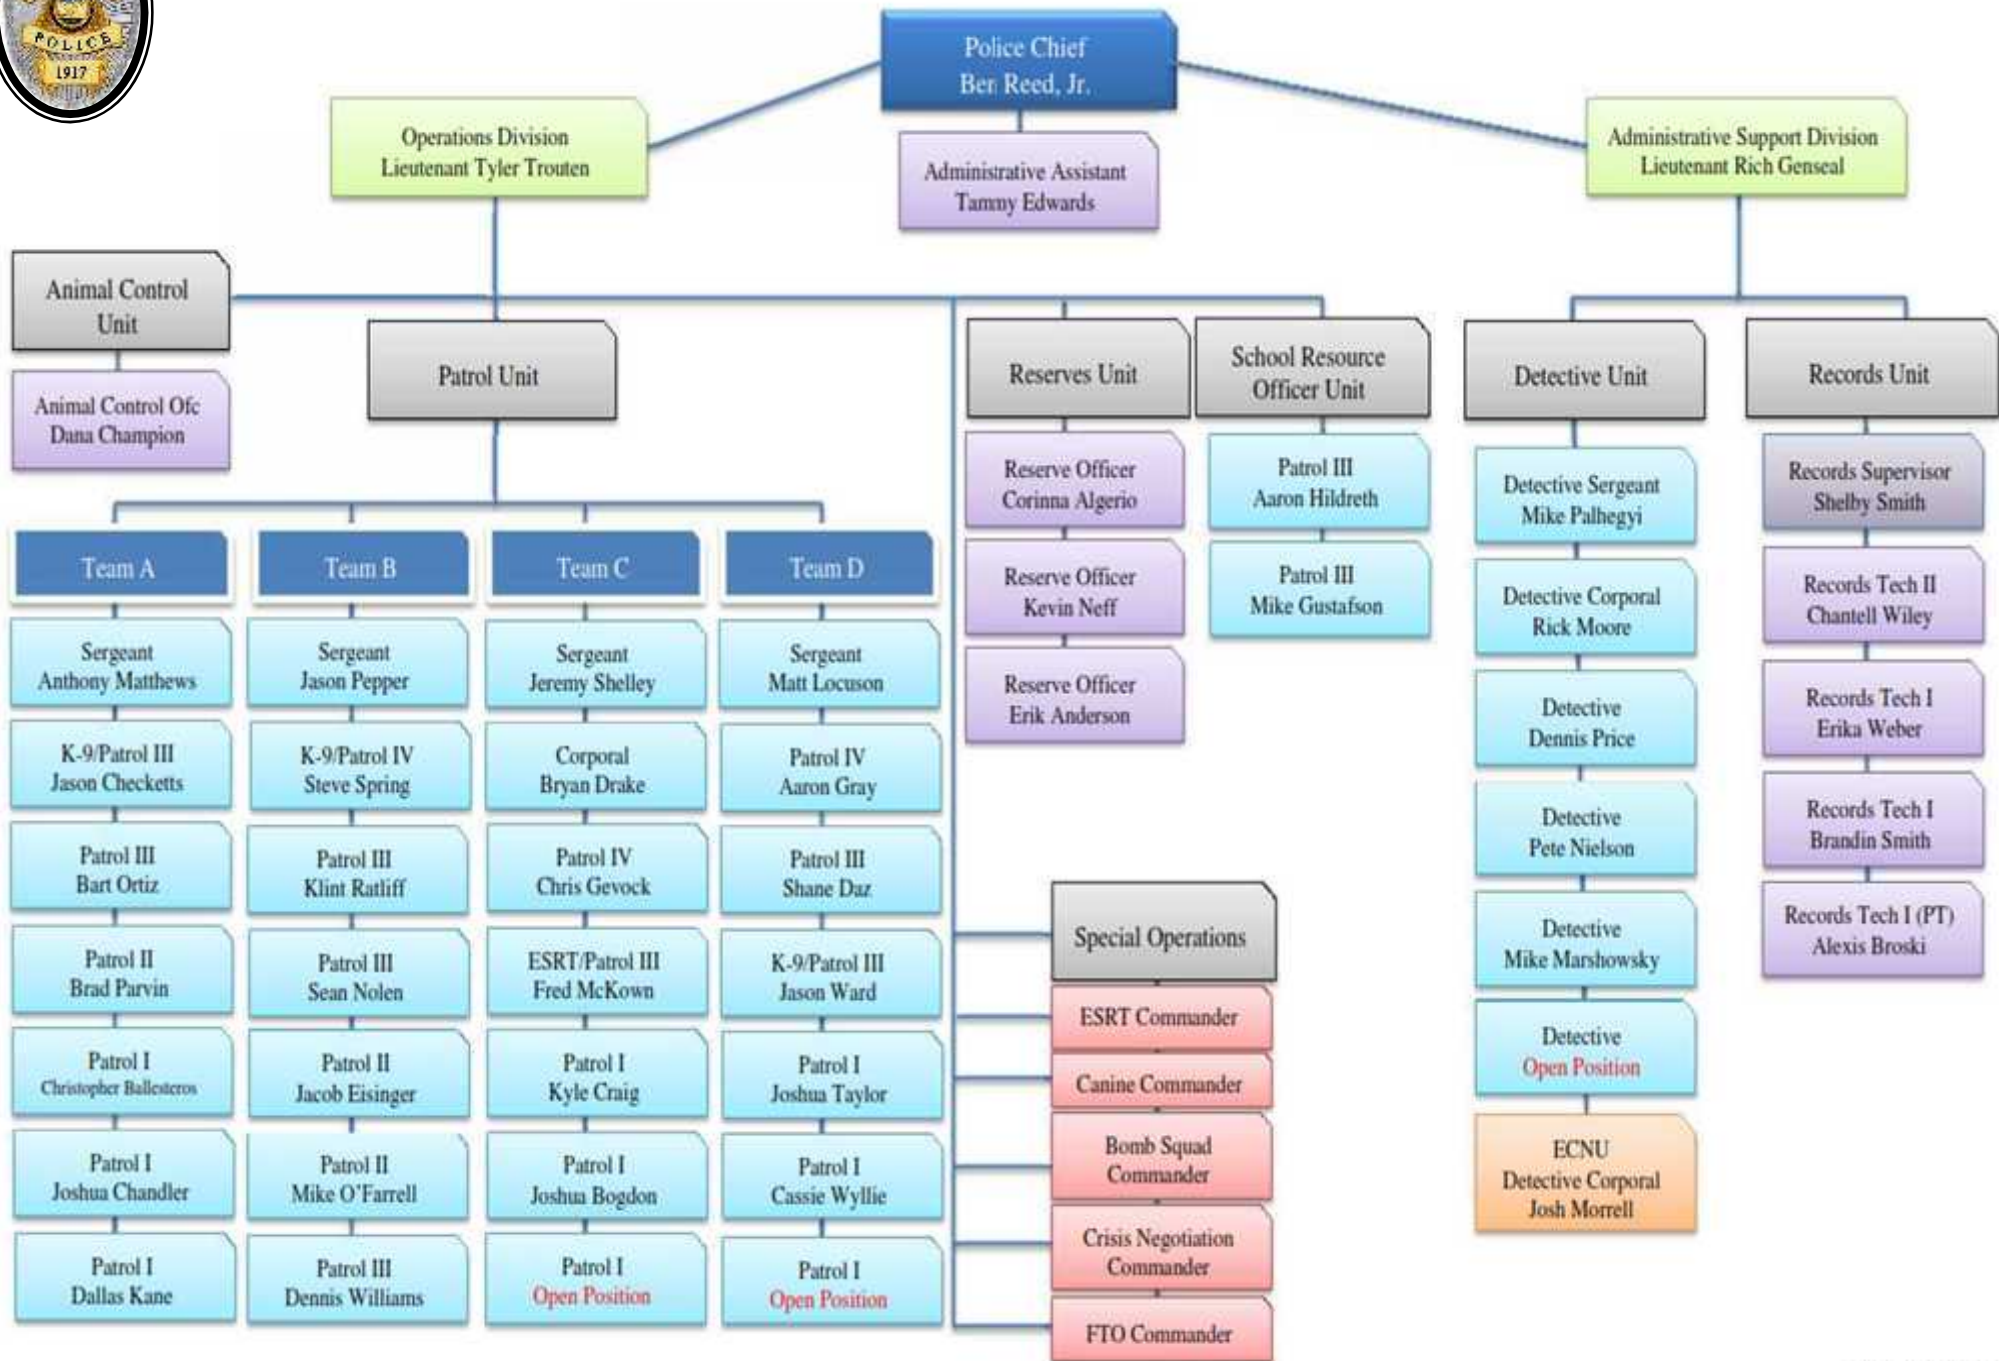 POLICE
1917
Police Chief
Ben Reed, Jr.
Operations Division
Lieutenant Tyler Trouten
Administrative Assistant
Tammy Edwards
Administrative Support Division
Lieutenant Rich Genseal
Animal Control
Unit
Animal Control Ofc
Dana Champion
Patrol Unit
Team A
Sergeant
Anthony Matthews
K-9/Patrol III
Jason Checketts
Patrol III
Bart Ortiz
Patrol II
Brad Parvin
Patrol I
Christopher Ballesteros
Patrol I
Joshua Chandler
Patrol I
Dallas Kane
Team B
Sergeant
Jason Pepper
K-9/Patrol IV
Steve Spring
Patrol III
Klint Ratliff
Patrol III
Sean Nolen
Patrol II
Jacob Eisinger
Patrol II
Mike O'Farrell
Patrol III
Dennis Williams
Team C
Sergeant
Jeremy Shelley
Corporal
Bryan Drake
Patrol IV
Chris Gevock
ESRT/Patrol III
Fred McKown
Patrol I
Kyle Craig
Patrol I
Joshua Bogdon
Patrol I
Open Position
Team D
Sergeant
Matt Locuson
Patrol IV
Aaron Gray
Patrol III
Shane Daz
K-9/Patrol III
Jason Ward
Patrol I
Joshua Taylor
Patrol I
Cassie Wyllie
Patrol I
Open Position
Reserves Unit
Reserve Officer
Corinna Algerio
Reserve Officer
Kevin Neff
Reserve Officer
Erik Anderson
School Resource
Officer Unit
Patrol III
Aaron Hildreth
Patrol III
Mike Gustafson
Special Operations
ESRT Commander
Canine Commander
Bomb Squad
Commander
Crisis Negotiation
Commander
FTO Commander
Detective Unit
Detective Sergeant
Mike Palhegyi
Detective Corporal
Rick Moore
Detective
Dennis Price
Detective
Pete Nielson
Detective
Mike Marshowsky
Detective
Open Position
ECNU
Detective Corporal
Josh Morrell
Records Unit
Records Supervisor
Shelby Smith
Records Tech II
Chantell Wiley
Records Tech I
Erika Weber
Records Tech I
Brandin Smith
Records Tech I (PT)
Alexis Broski